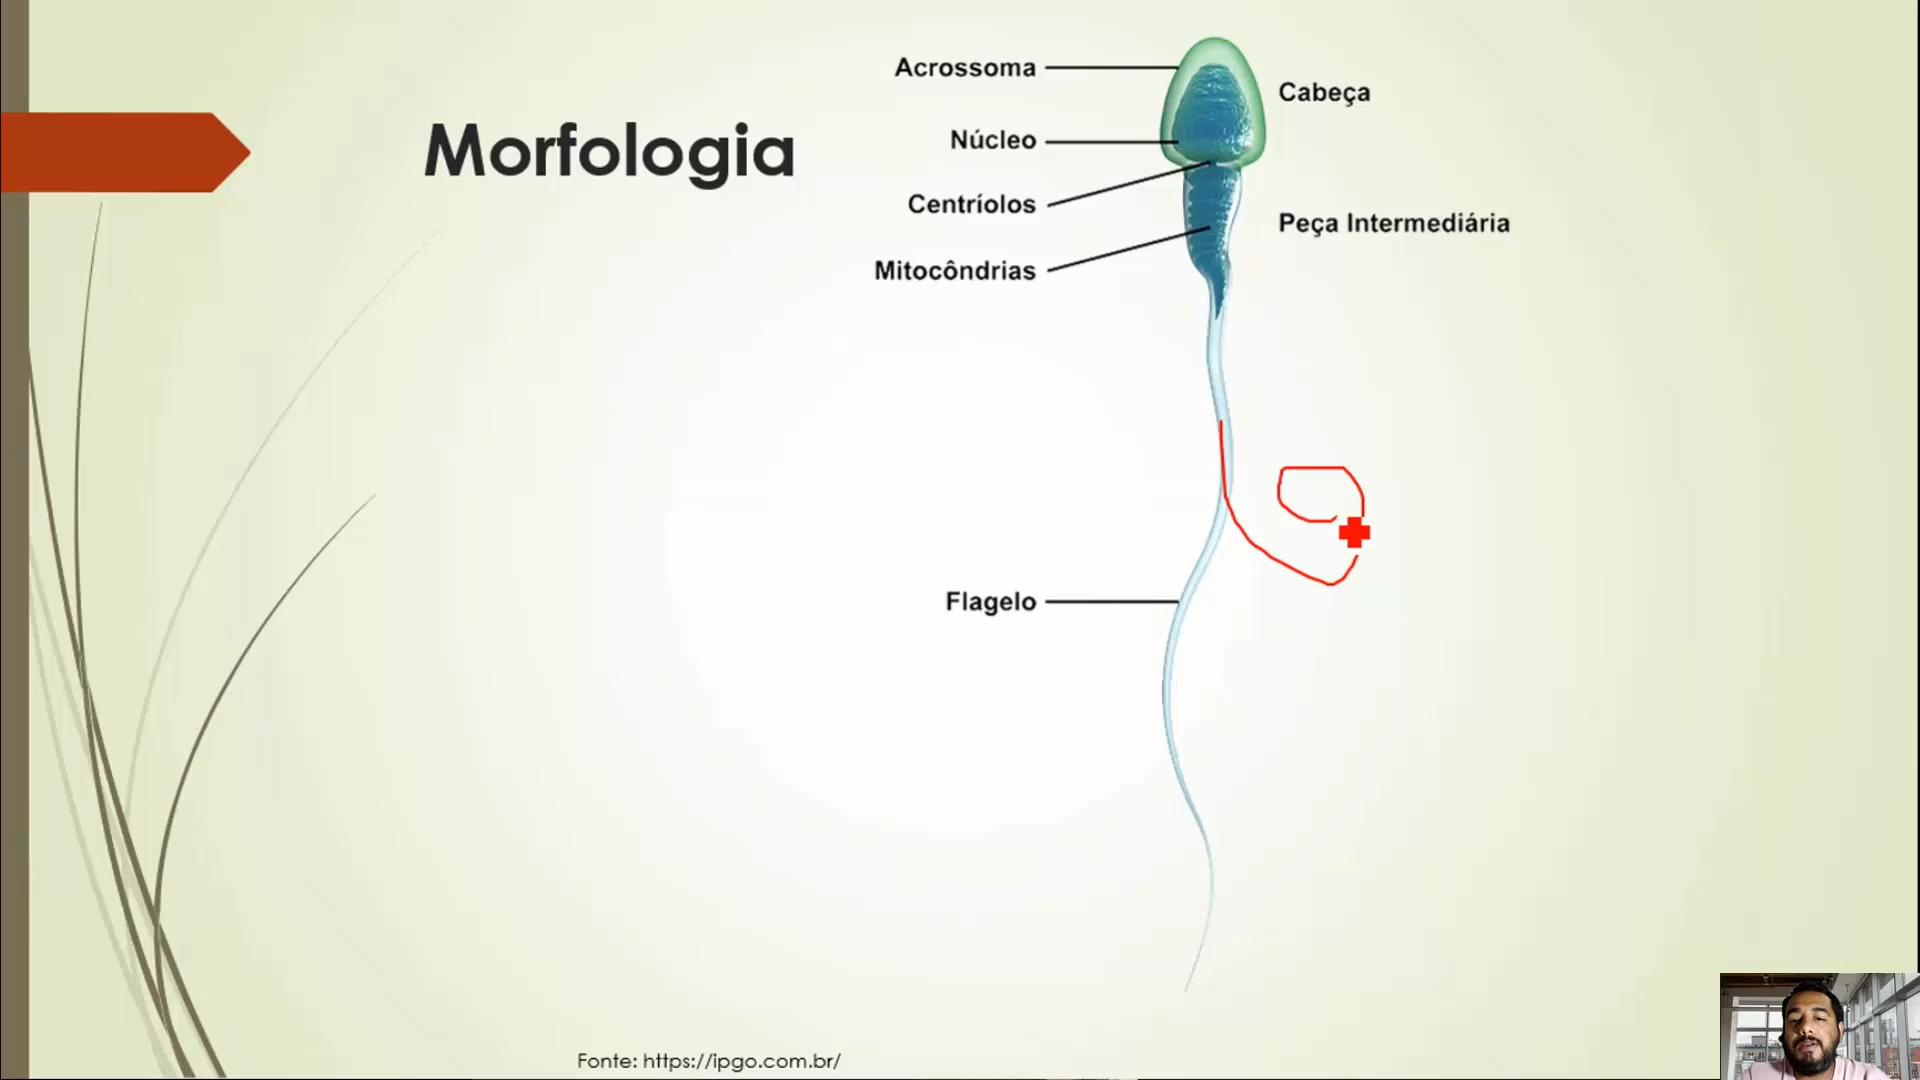 Morfologia
Acrossoma
Cabeça
Núcleo
Centríolos
Peça Intermediária
Mitocôndrias
Flagelo
Fonte: https://ipgo.com.br/